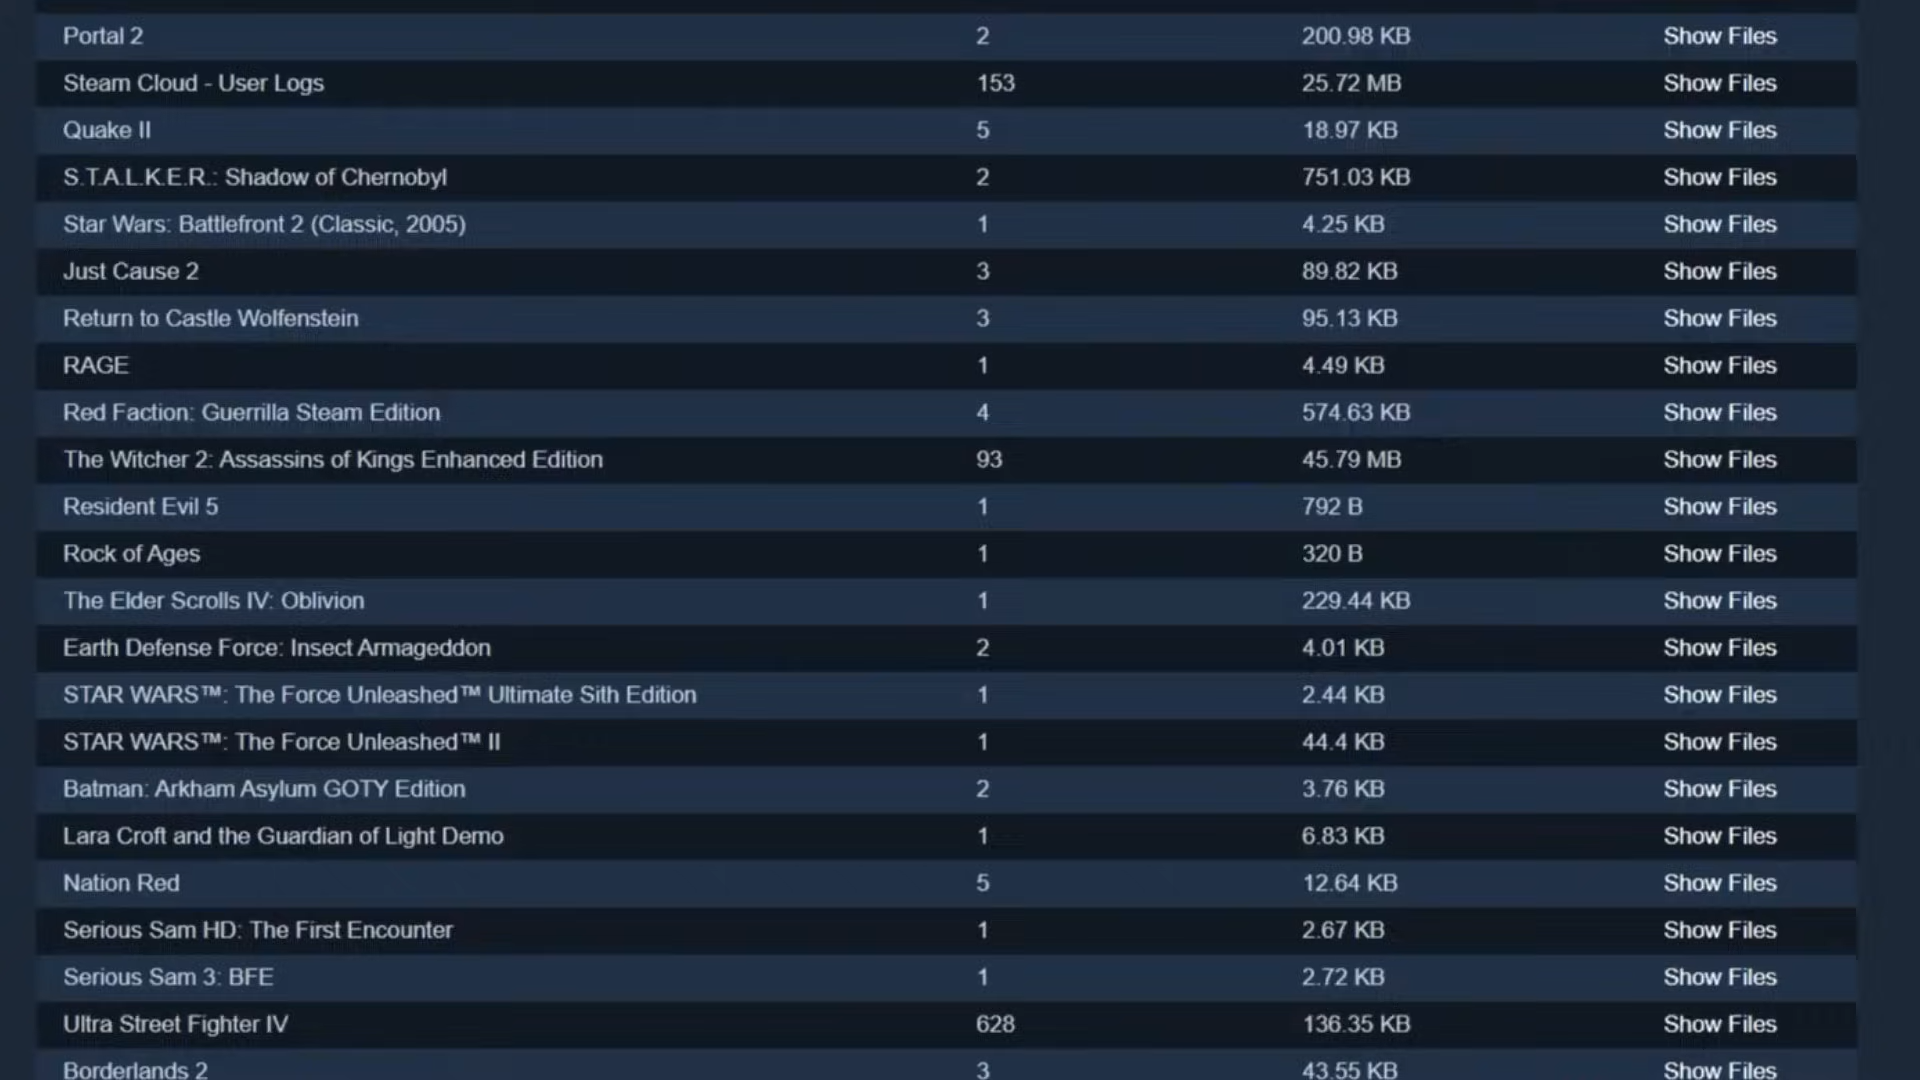 Portal 2 2 200.98 KB Show Files
Steam Cloud - User Logs 153 25.72 MB Show Files
Quake II 5 18.97 KB Show Files
S.T.A.L.K.E.R.: Shadow of Chernobyl 2 751.03 KB Show Files
Star Wars: Battlefront 2 (Classic, 2005) 1 4.25 KB Show Files
Just Cause 2 3 89.82 KB Show Files
Return to Castle Wolfenstein 3 95.13 KB Show Files
RAGE 1 4.49 KB Show Files
Red Faction: Guerrilla Steam Edition 4 574.63 KB Show Files
The Witcher 2: Assassins of Kings Enhanced Edition 93 45.79 MB Show Files
Resident Evil 5 1 792 B Show Files
Rock of Ages 1 320 B Show Files
The Elder Scrolls IV: Oblivion 1 229.44 KB Show Files
Earth Defense Force: Insect Armageddon 2 4.01 KB Show Files
STAR WARS™: The Force Unleashed™ Ultimate Sith Edition 1 2.44 KB Show Files
STAR WARS™: The Force Unleashed™ II 1 44.4 KB Show Files
Batman: Arkham Asylum GOTY Edition 2 3.76 KB Show Files
Lara Croft and the Guardian of Light Demo 1 6.83 KB Show Files
Nation Red 5 12.64 KB Show Files
Serious Sam HD: The First Encounter 1 2.67 KB Show Files
Serious Sam 3: BFE 1 2.72 KB Show Files
Ultra Street Fighter IV 628 136.35 KB Show Files
Borderlands 2 3 43.55 KB Show Files